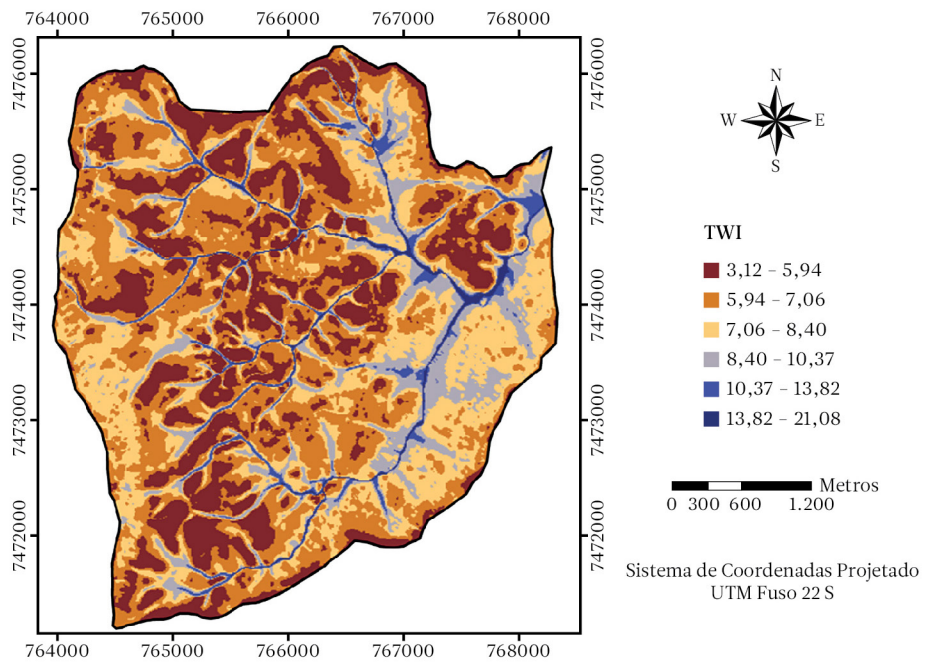 764000 765000 766000 767000 768000
7476000
7475000
7474000
7473000
7472000
7476000
7475000
7474000
7473000
7472000
764000 765000 766000 767000 768000
N
W E
S
TWI
3,12 – 5,94
5,94 – 7,06
7,06 – 8,40
8,40 – 10,37
10,37 – 13,82
13,82 – 21,08
Metros
0 300 600 1.200
Sistema de Coordenadas Projetado
UTM Fuso 22 S